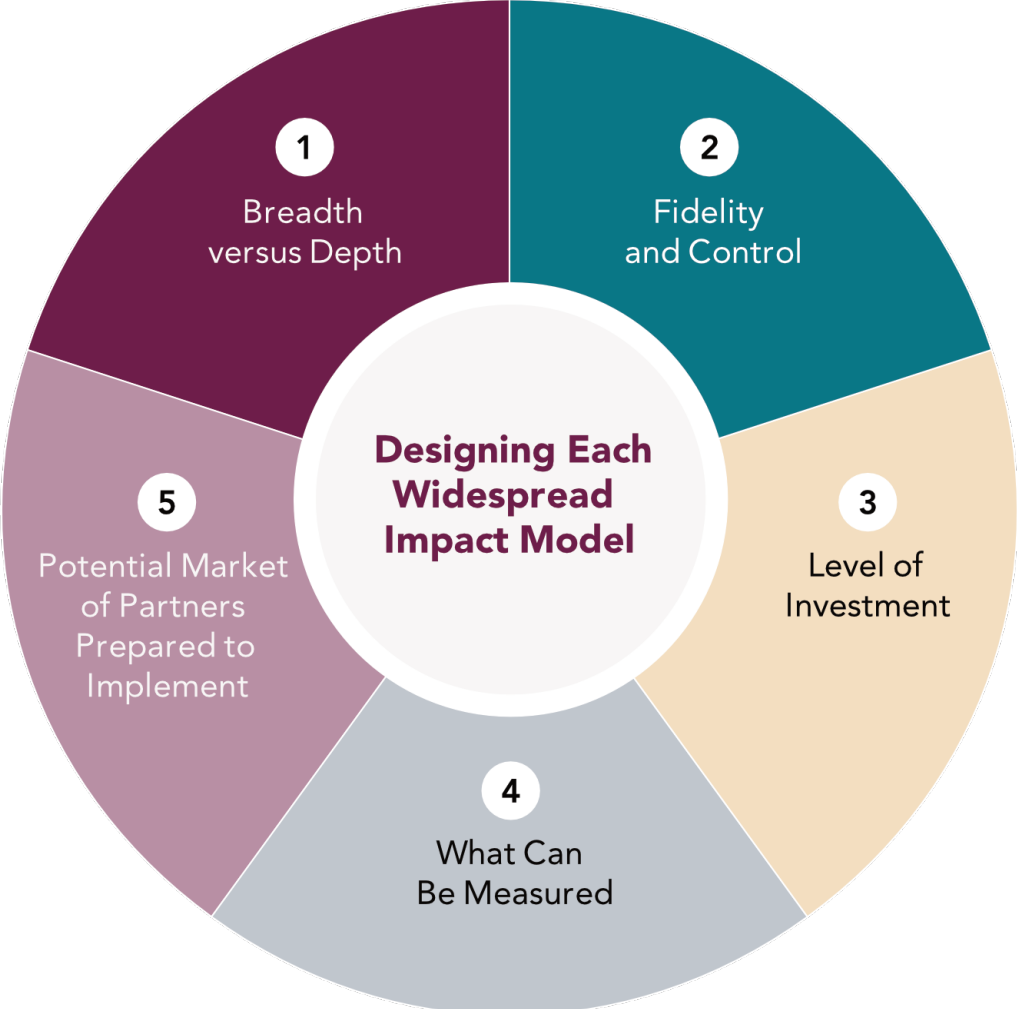 1
Breadth
versus Depth
2
Fidelity
and Control
3
Level of
Investment
4
What Can
Be Measured
5
Potential Market
of Partners
Prepared to
Implement
Designing Each
Widespread
Impact Model